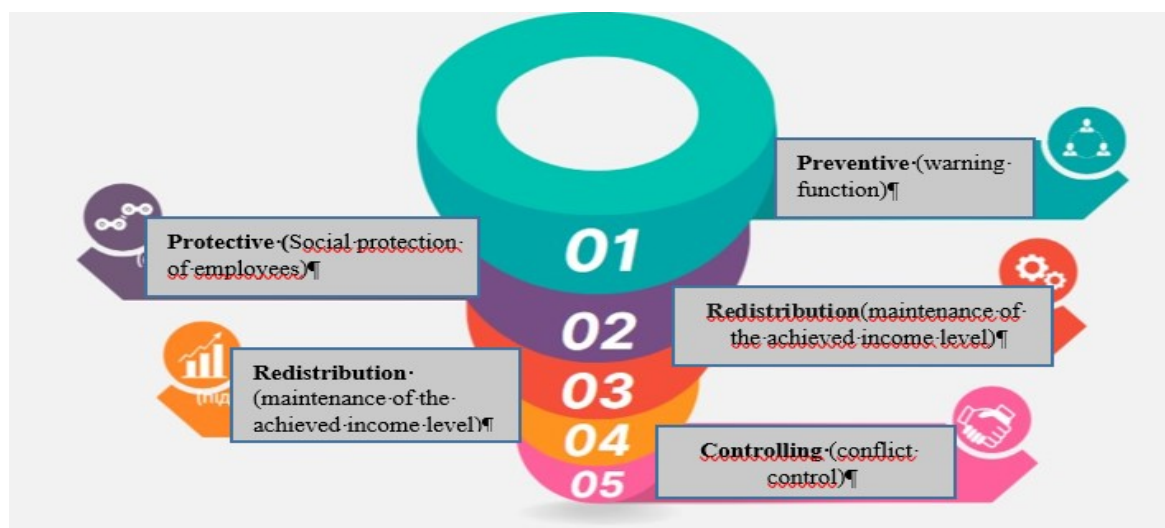 Preventive·(warning·
function)¶
01
Protective·(Social·protection·
of·employees)¶
02
Redistribution(maintenance·of·
the·achieved·income·level)¶
03
Redistribution·
(maintenance·of·the·
achieved·income·level)¶
04
Controlling·(conflict·
control)¶
05